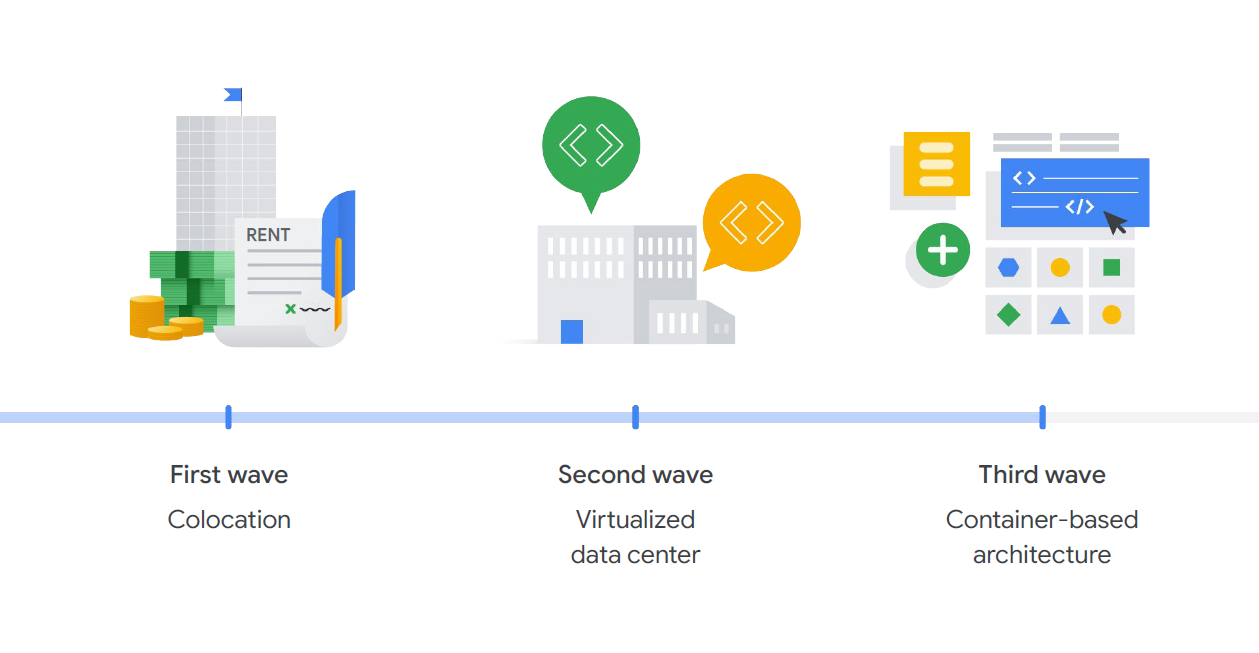 RENT
First wave
Colocation
Second wave
Virtualized
data center
Third wave
Container-based
architecture